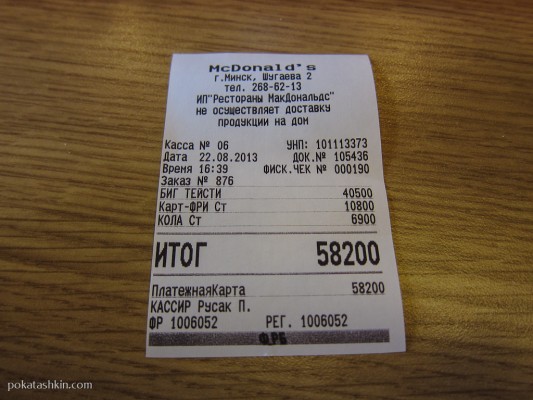 McDonald's
г.Минск, Шугаева 2
тел. 268-62-13
ИП"Рестораны МакДональдс"
не осуществляет доставку
продукции на дом
Касса № 06 УНП: 101113373
Дата 22.08.2013 ДОК.№ 105436
Время 16:39 ФИСК.ЧЕК № 000190
Заказ № 876
БИГ ТЕЙСТИ 40500
Карт-ФРИ Ст 10800
КОЛА Ст 6900
ИТОГ 58200
ПлатежнаяКарта 58200
КАССИР Русак П.
ФР 1006052 РЕГ. 1006052
ФРБ
pokatashkin.com